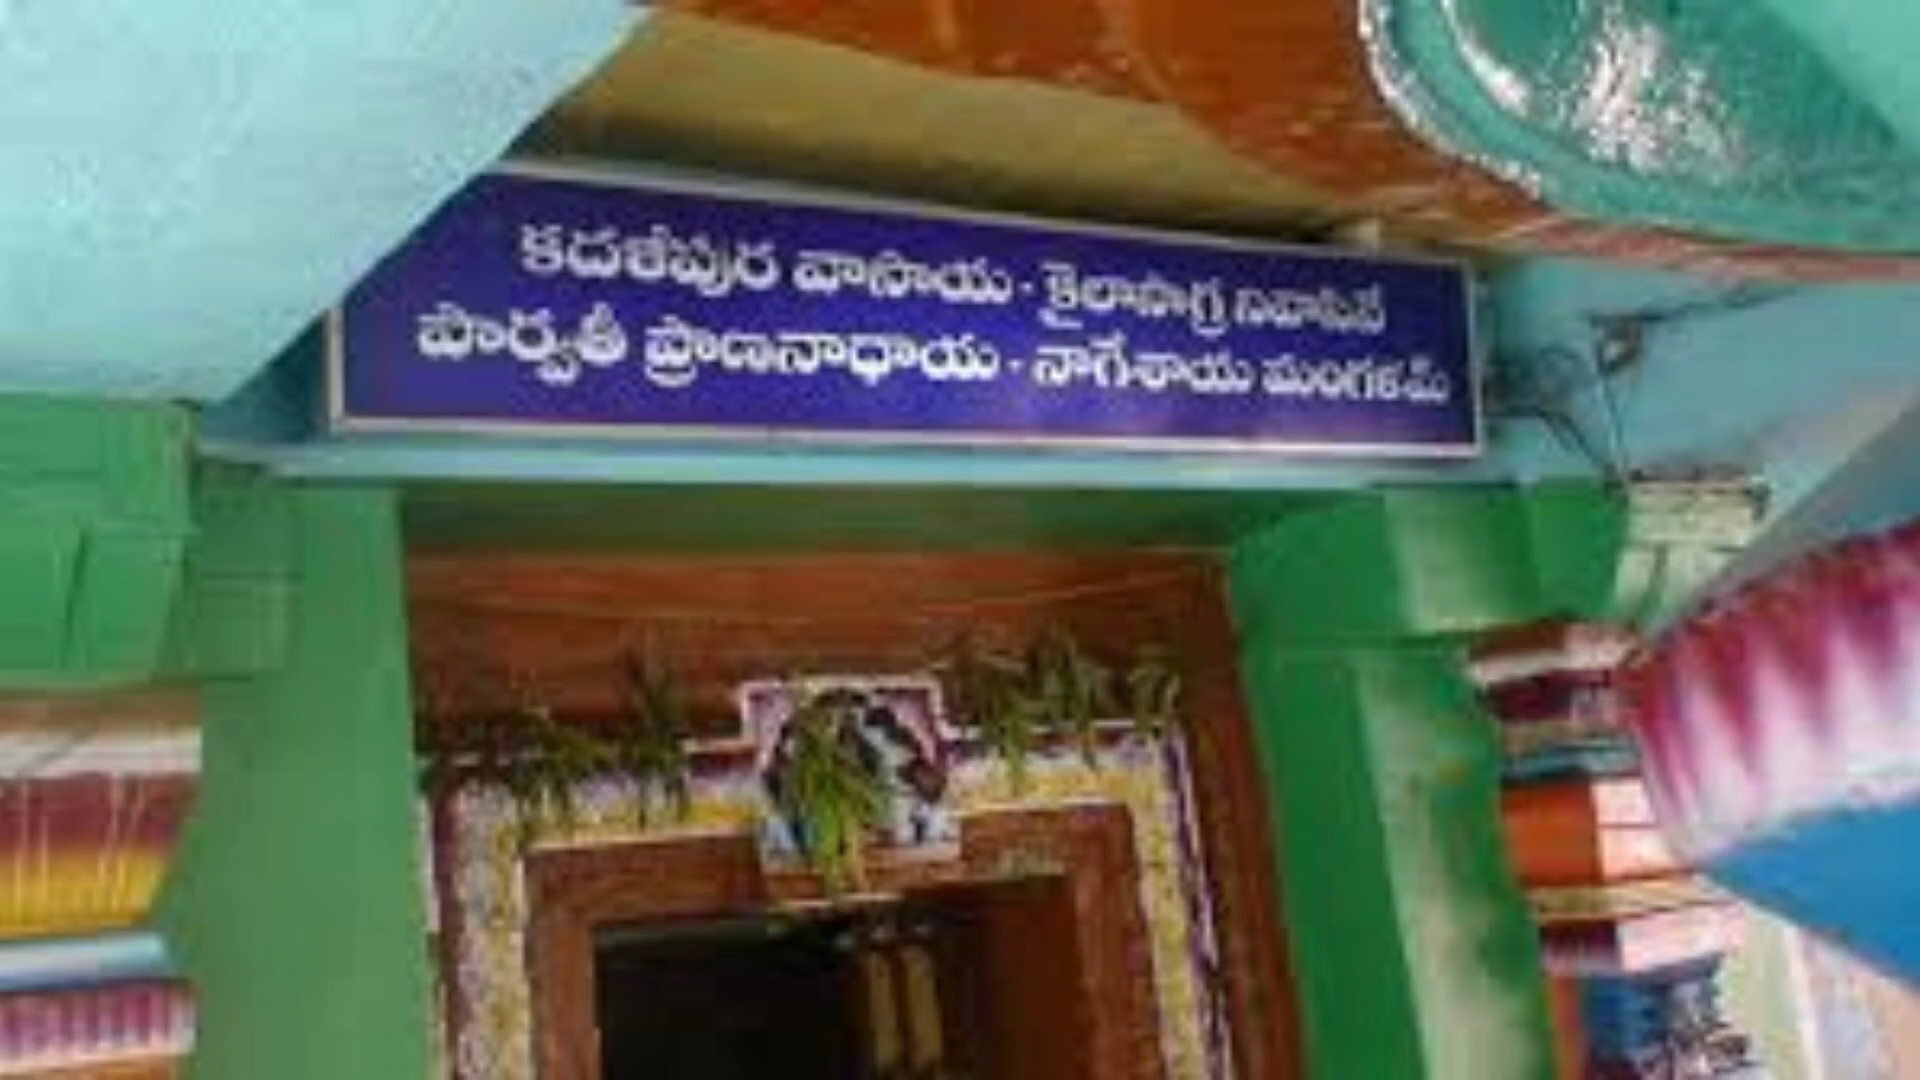 కదళీపుర వాసాయ - కైలాసాగ్ర నివాసినే
పార్వతీ ప్రాణనాధాయ - నాగేశాయ మంగళమ్